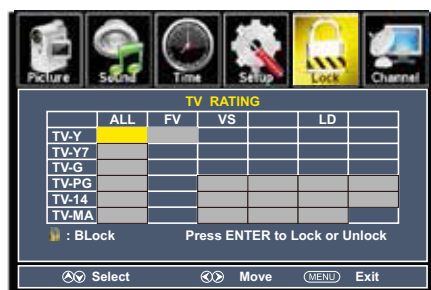 Picture Sound Time Setup Lock Channel
TV RATING
ALL FV VS LD
TV-Y
TV-Y7
TV-G
TV-PG
TV-14
TV-MA
: BLock Press ENTER to Lock or Unlock
Select Move MENU Exit